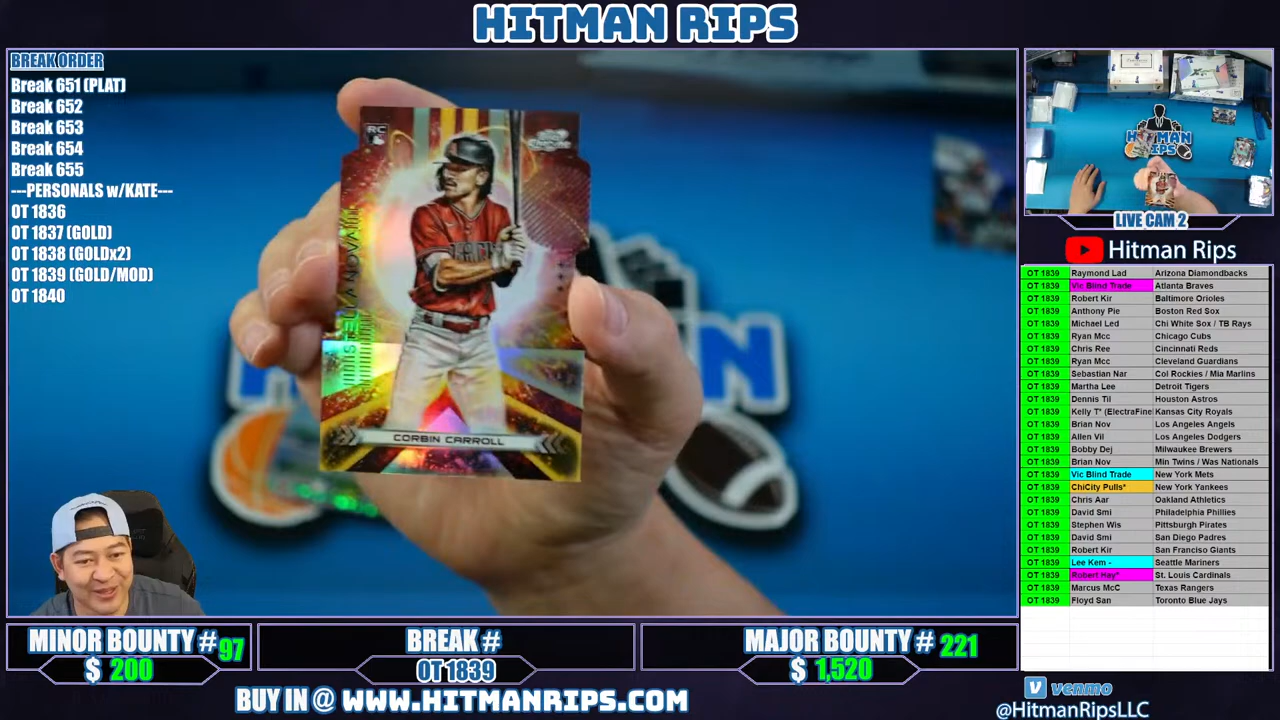 HITMAN RIPS
BREAK ORDER
Break 651 (PLAT)
Break 652
Break 653
Break 654
Break 655
---PERSONALS w/KATE---
OT 1836
OT 1837 (GOLD)
OT 1838 (GOLDx2)
OT 1839 (GOLD/MOD)
OT 1840
RC
CORBIN CARROLL
LIVE CAM 2
Hitman Rips
OT 1839 Raymond Lad Arizona Diamondbacks
OT 1839 Vic Blind Trade Atlanta Braves
OT 1839 Robert Kir Baltimore Orioles
OT 1839 Anthony Pie Boston Red Sox
OT 1839 Michael Led Chi White Sox / TB Rays
OT 1839 Ryan Mcc Chicago Cubs
OT 1839 Chris Ree Cincinnati Reds
OT 1839 Ryan Mcc Cleveland Guardians
OT 1839 Sebastian Nar Col Rockies / Mia Marlins
OT 1839 Martha Lee Detroit Tigers
OT 1839 Dennis Til Houston Astros
OT 1839 Kelly T* (ElectraFine Kansas City Royals
OT 1839 Brian Nov Los Angeles Angels
OT 1839 Allen Vil Los Angeles Dodgers
OT 1839 Bobby Dej Milwaukee Brewers
OT 1839 Brian Nov Min Twins / Was Nationals
OT 1839 Vic Blind Trade New York Mets
OT 1839 ChiCity Pulls* New York Yankees
OT 1839 Chris Aar Oakland Athletics
OT 1839 David Smi Philadelphia Phillies
OT 1839 Stephen Wis Pittsburgh Pirates
OT 1839 David Smi San Diego Padres
OT 1839 Robert Kir San Franciso Giants
OT 1839 Lee Kem - Seattle Mariners
OT 1839 Robert Hay* St. Louis Cardinals
OT 1839 Marcus McC Texas Rangers
OT 1839 Floyd San Toronto Blue Jays
MINOR BOUNTY # 97
$ 200
BREAK #
OT 1839
MAJOR BOUNTY # 221
$ 1,520
BUY IN @ WWW.HITMANRIPS.COM
venmo
@HitmanRipsLLC